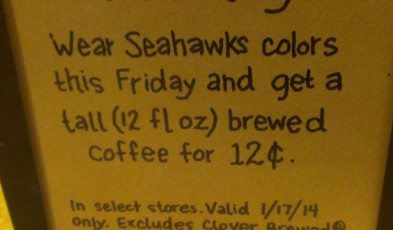 Wear Seahawks colors
this Friday and get a
tall (12 fl oz) brewed
coffee for 12¢.
In select stores. Valid 1/17/14
only. Excludes Clover Brewed®